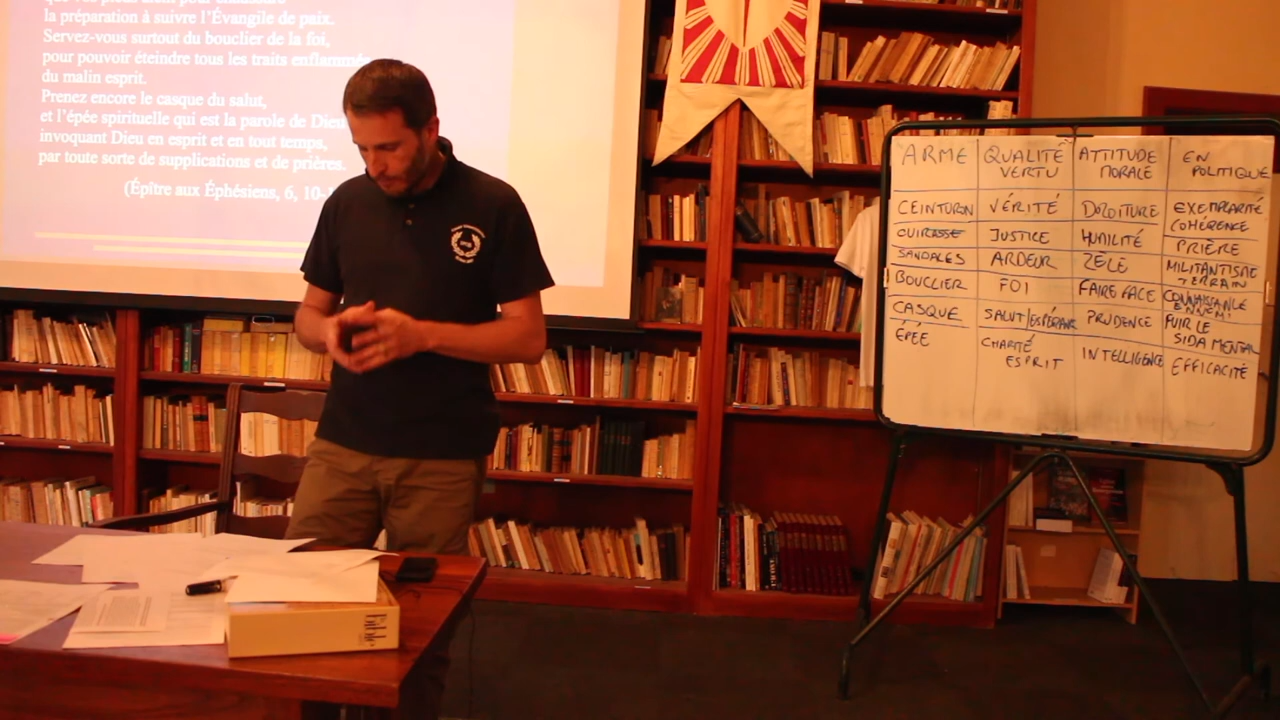 la préparation à suivre l'Évangile de paix.
Servez-vous surtout du bouclier de la foi,
pour pouvoir éteindre tous les traits
du malin esprit.
Prenez encore le casque du salut,
et l'épée spirituelle qui est la parole de Dieu
invoquant Dieu en esprit et en tout temps,
par toute sorte de supplications et de prières.
(Épître aux Éphésiens, 6, 10-
ARME QUALITÉ VERTU ATTITUDE MORALE EN POLITIQUE
CEINTURON VÉRITÉ DROITURE EXEMPLARITÉ COHÉRENCE
CUIRASSE JUSTICE HUMILITÉ PRIÈRE
SANDALES ARDEUR ZÈLE MILITANTISME TERRAIN
BOUCLIER FOI FAIRE FACE CONNAISSANCE ENNEMI
CASQUE SALUT/ESPÉRANCE PRUDENCE FUIR LE SIDA MENTAL
ÉPÉE CHARITÉ ESPRIT INTELLIGENCE EFFICACITÉ